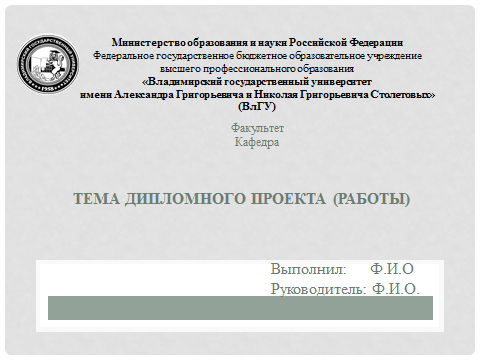 Министерство образования и науки Российской Федерации
Федеральное государственное бюджетное образовательное учреждение
высшего профессионального образования
«Владимирский государственный университет
имени Александра Григорьевича и Николая Григорьевича Столетовых»
(ВлГУ)
Факультет
Кафедра
ТЕМА ДИПЛОМНОГО ПРОЕКТА (РАБОТЫ)
Выполнил: Ф.И.О
Руководитель: Ф.И.О.
1958